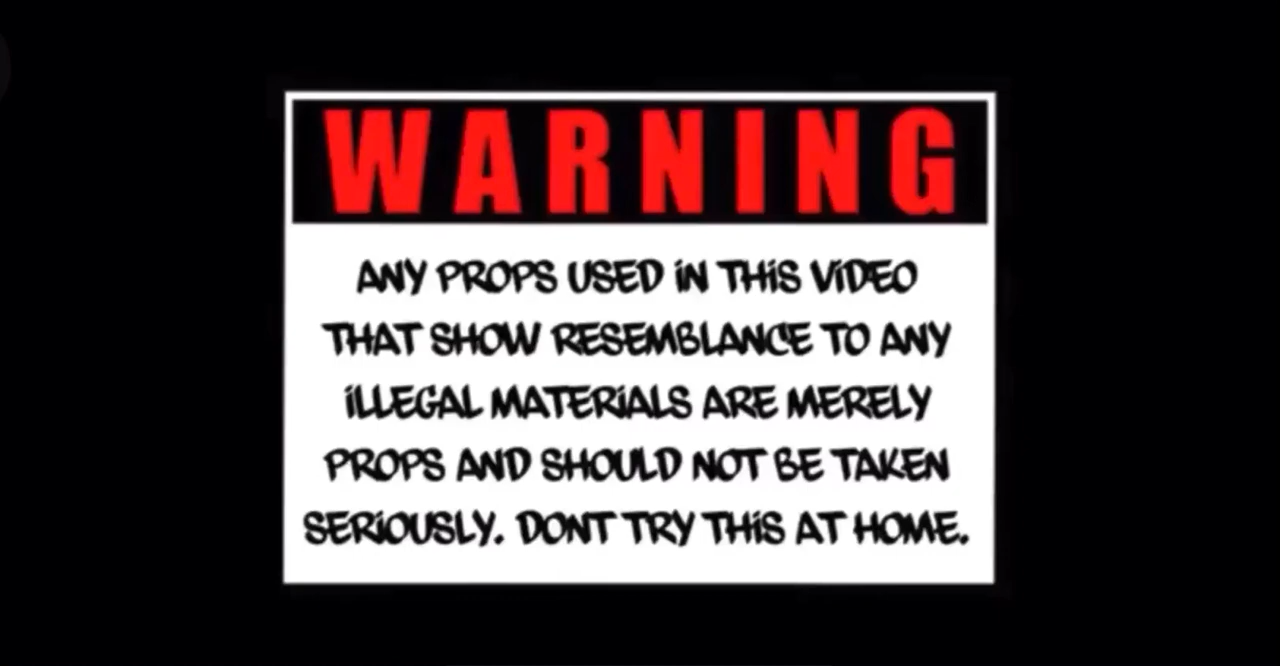 WARNING
ANY PROPS USED iN THiS ViDEO
THAT SHOW RESEMBLANCE TO ANY
iLLEGAL MATERiALS ARE MERELY
PROPS AND SHOULD NOT BE TAKEN
SERiOUSLY. DONT TRY THiS AT HOME.